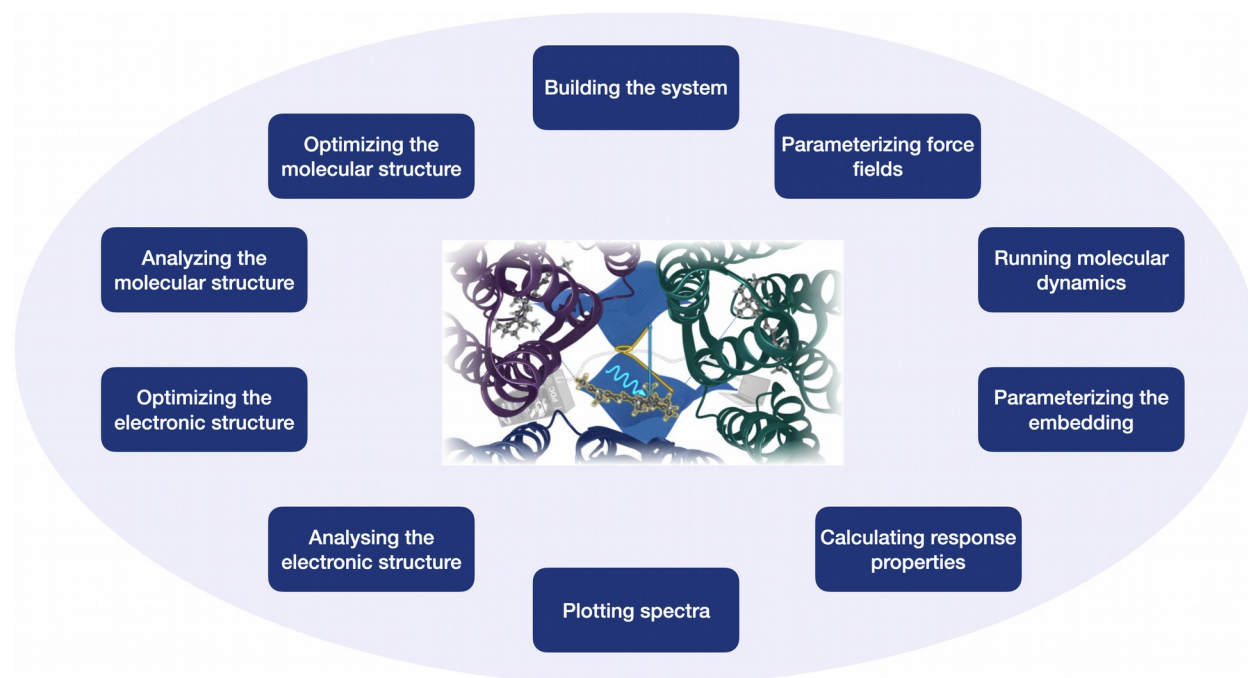 Building the system
Optimizing the
molecular structure
Parameterizing force
fields
Analyzing the
molecular structure
Running molecular
dynamics
Optimizing the
electronic structure
Parameterizing the
embedding
Analysing the
electronic structure
Calculating response
properties
Plotting spectra